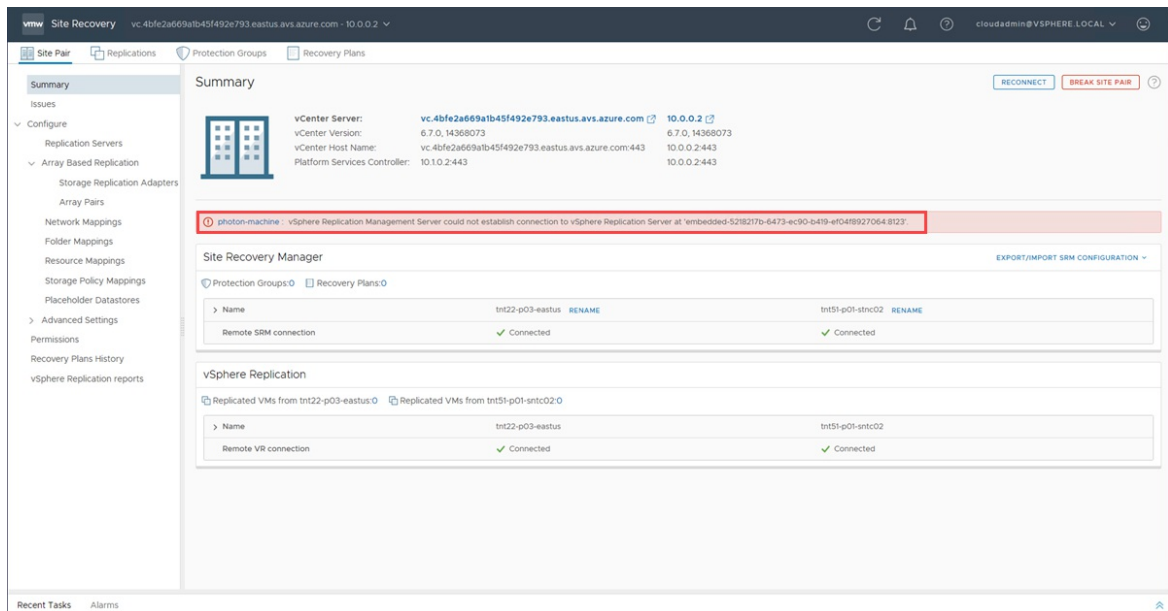 vmw Site Recovery vc.4bfe2a669a1b45f492e793.eastus.avs.azure.com - 10.0.0.2 cloudadmin@VSPHERE.LOCAL
Site Pair Replications Protection Groups Recovery Plans
Summary
Issues
Configure
Replication Servers
Array Based Replication
Storage Replication Adapters
Array Pairs
Network Mappings
Folder Mappings
Resource Mappings
Storage Policy Mappings
Placeholder Datastores
Advanced Settings
Permissions
Recovery Plans History
vSphere Replication reports
Summary RECONNECT BREAK SITE PAIR
vCenter Server: vc.4bfe2a669a1b45f492e793.eastus.avs.azure.com 10.0.0.2
vCenter Version: 6.7.0, 14368073 6.7.0, 14368073
vCenter Host Name: vc.4bfe2a669a1b45f492e793.eastus.avs.azure.com:443 10.0.0.2:443
Platform Services Controller: 10.1.0.2:443 10.0.0.2:443
photon-machine : vSphere Replication Management Server could not establish connection to vSphere Replication Server at 'embedded-5218217b-6473-ec90-b419-ef04f8927064:8123'.
Site Recovery Manager EXPORT/IMPORT SRM CONFIGURATION
Protection Groups:0 Recovery Plans:0
Name tnt22-p03-eastus RENAME tnt51-p01-stnc02 RENAME
Remote SRM connection Connected Connected
vSphere Replication
Replicated VMs from tnt22-p03-eastus:0 Replicated VMs from tnt51-p01-sntc02:0
Name tnt22-p03-eastus tnt51-p01-sntc02
Remote VR connection Connected Connected
Recent Tasks Alarms